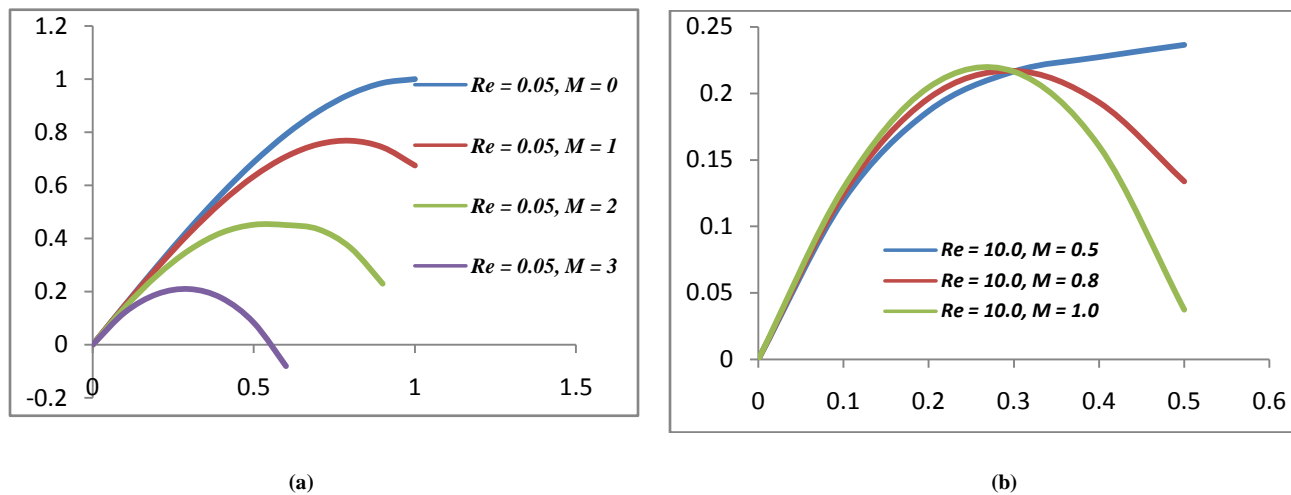 1.2
1
0.8
0.6
0.4
0.2
0
-0.2
0
0.5
1
1.5
Re = 0.05, M = 0
Re = 0.05, M = 1
Re = 0.05, M = 2
Re = 0.05, M = 3
(a)
0.25
0.2
0.15
0.1
0.05
0
0
0.1
0.2
0.3
0.4
0.5
0.6
Re = 10.0, M = 0.5
Re = 10.0, M = 0.8
Re = 10.0, M = 1.0
(b)